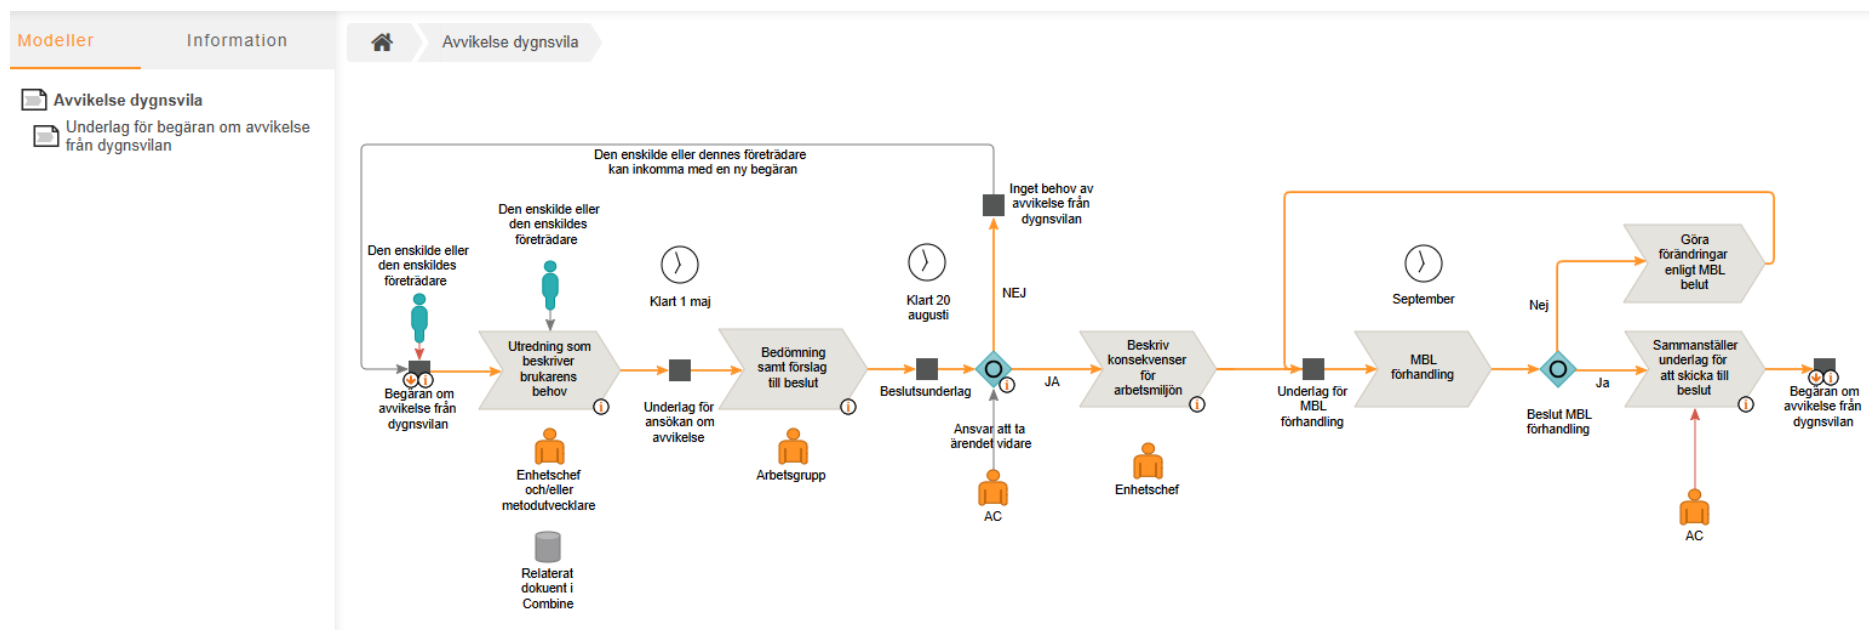 Modeller
Information
Avvikelse dygnsvila
Avvikelse dygnsvila
Underlag för begäran om avvikelse
från dygnsvilan
Den enskilde eller dennes företrädare
kan inkomma med en ny begäran
Inget behov av
avvikelse från
dygnsvilan
Den enskilde eller
den enskildes
företrädare
Den enskilde eller
den enskildes
företrädare
Klart 1 maj
Klart 20
augusti
NEJ
September
Göra
förändringar
enligt MBL
belut
Nej
Begäran om
avvikelse från
dygnsvilan
Utredning som
beskriver
brukarens
behov
Underlag för
ansökan om
avvikelse
Bedömning
samt förslag
till beslut
Beslutsunderlag
JA
Beskriv
konsekvenser
för
arbetsmiljön
Underlag för
MBL
förhandling
MBL
förhandling
Beslut MBL
förhandling
Ja
Sammanställer
underlag för
att skicka till
beslut
Begäran om
avvikelse från
dygnsvilan
Ansvar att ta
ärendet vidare
Enhetschef
och/eller
metodutvecklare
Arbetsgrupp
AC
Enhetschef
AC
Relaterat
dokuent i
Combine